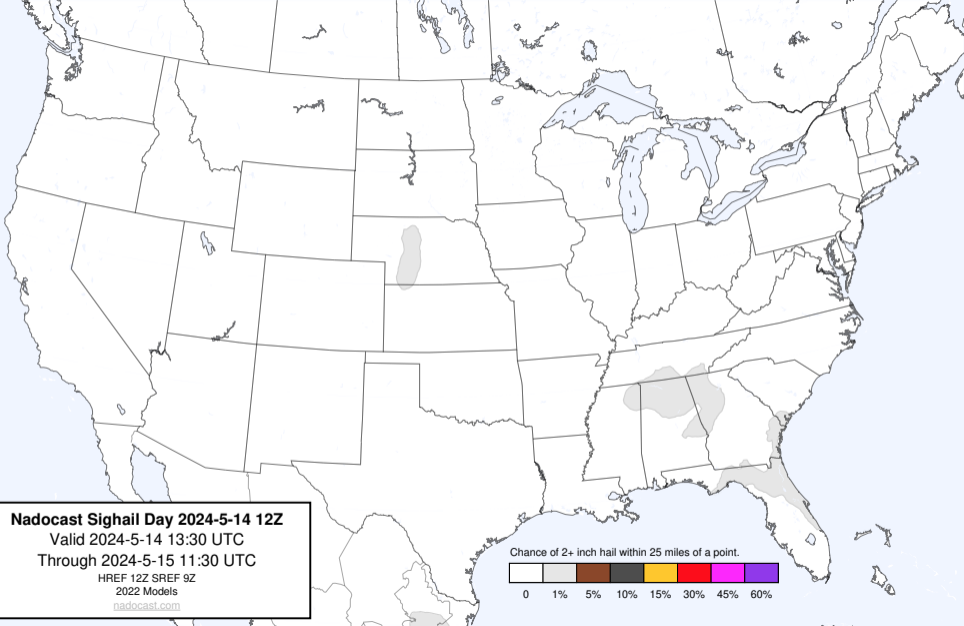 Nadocast Sighail Day 2024-5-14 12Z
Valid 2024-5-14 13:30 UTC
Through 2024-5-15 11:30 UTC
HREF 12Z SREF 9Z
2022 Models
nadocast.com
Chance of 2+ inch hail within 25 miles of a point.
0 1% 5% 10% 15% 30% 45% 60%